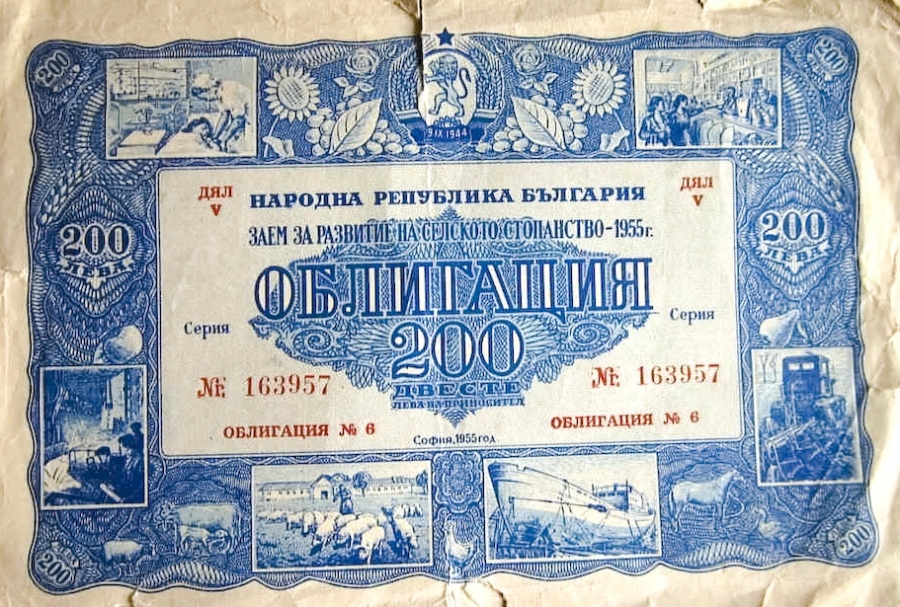 200
200
9 IX 1944
ДЯЛ
V
НАРОДНА РЕПУБЛИКА БЪЛГАРИЯ
ДЯЛ
V
ЗАЕМ ЗА РАЗВИТИЕ НА СЕЛСКОТО СТОПАНСТВО-1955г.
200
ЛЕВА
ОБЛИГАЦИЯ
200
ЛЕВА
Серия
200
Серия
№ 163957
ДВЕСТЕ
№ 163957
ЛЕВА НА ПРИНОСИТЕЛ
ОБЛИГАЦИЯ № 6
ОБЛИГАЦИЯ № 6
София, 1955 год
200
200